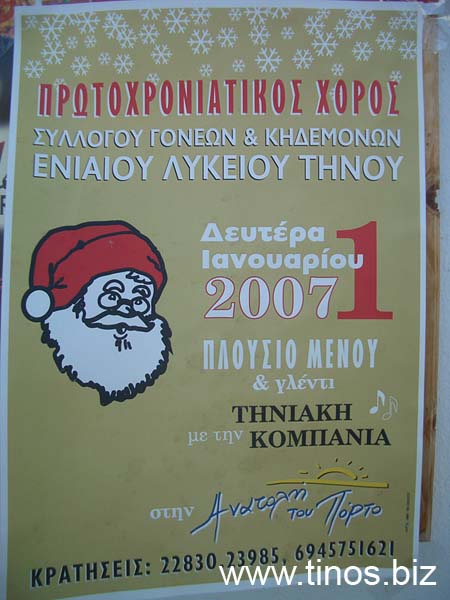 ΠΡΩΤΟΧΡΟΝΙΑΤΙΚΟΣ ΧΟΡΟΣ
ΣΥΛΛΟΓΟΥ ΓΟΝΕΩΝ & ΚΗΔΕΜΟΝΩΝ
ΕΝΙΑΙΟΥ ΛΥΚΕΙΟΥ ΤΗΝΟΥ
Δευτέρα 1
Ιανουαρίου
2007
ΠΛΟΥΣΙΟ ΜΕΝΟΥ
& γλέντι
ΤΗΝΙΑΚΗ
με την ΚΟΜΠΑΝΙΑ
στην Ανατολή του Πόρτο
ΚΡΑΤΗΣΕΙΣ: 22830 23985, 6945751621
www.tinos.biz